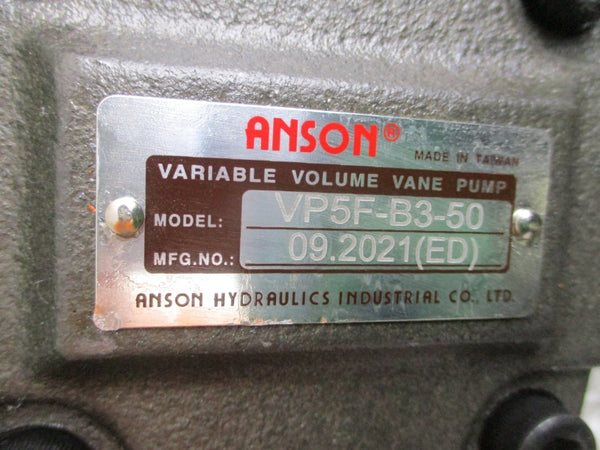 ANSON®
MADE IN TAIWAN
VARIABLE VOLUME VANE PUMP
MODEL: VP5F-B3-50
MFG.NO.: 09.2021(ED)
ANSON HYDRAULICS INDUSTRIAL CO., LTD.